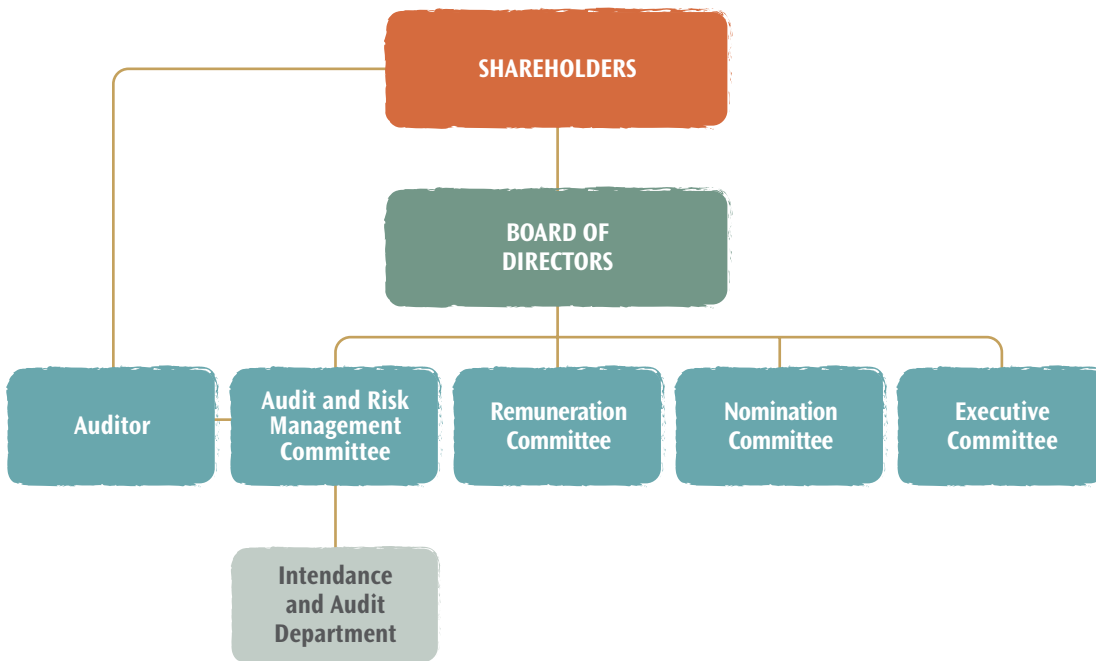 SHAREHOLDERS
BOARD OF
DIRECTORS
Auditor
Audit and Risk
Management
Committee
Remuneration
Committee
Nomination
Committee
Executive
Committee
Intendance
and Audit
Department